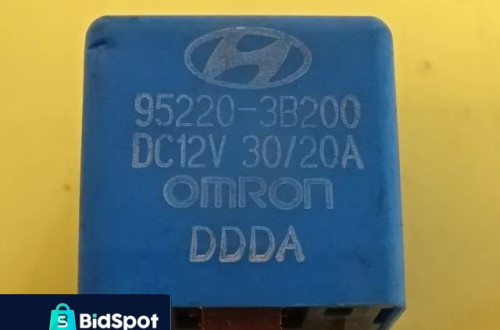 95220-3B200
DC12V 30/20A
OMRON
DDDA
S
BidSpot